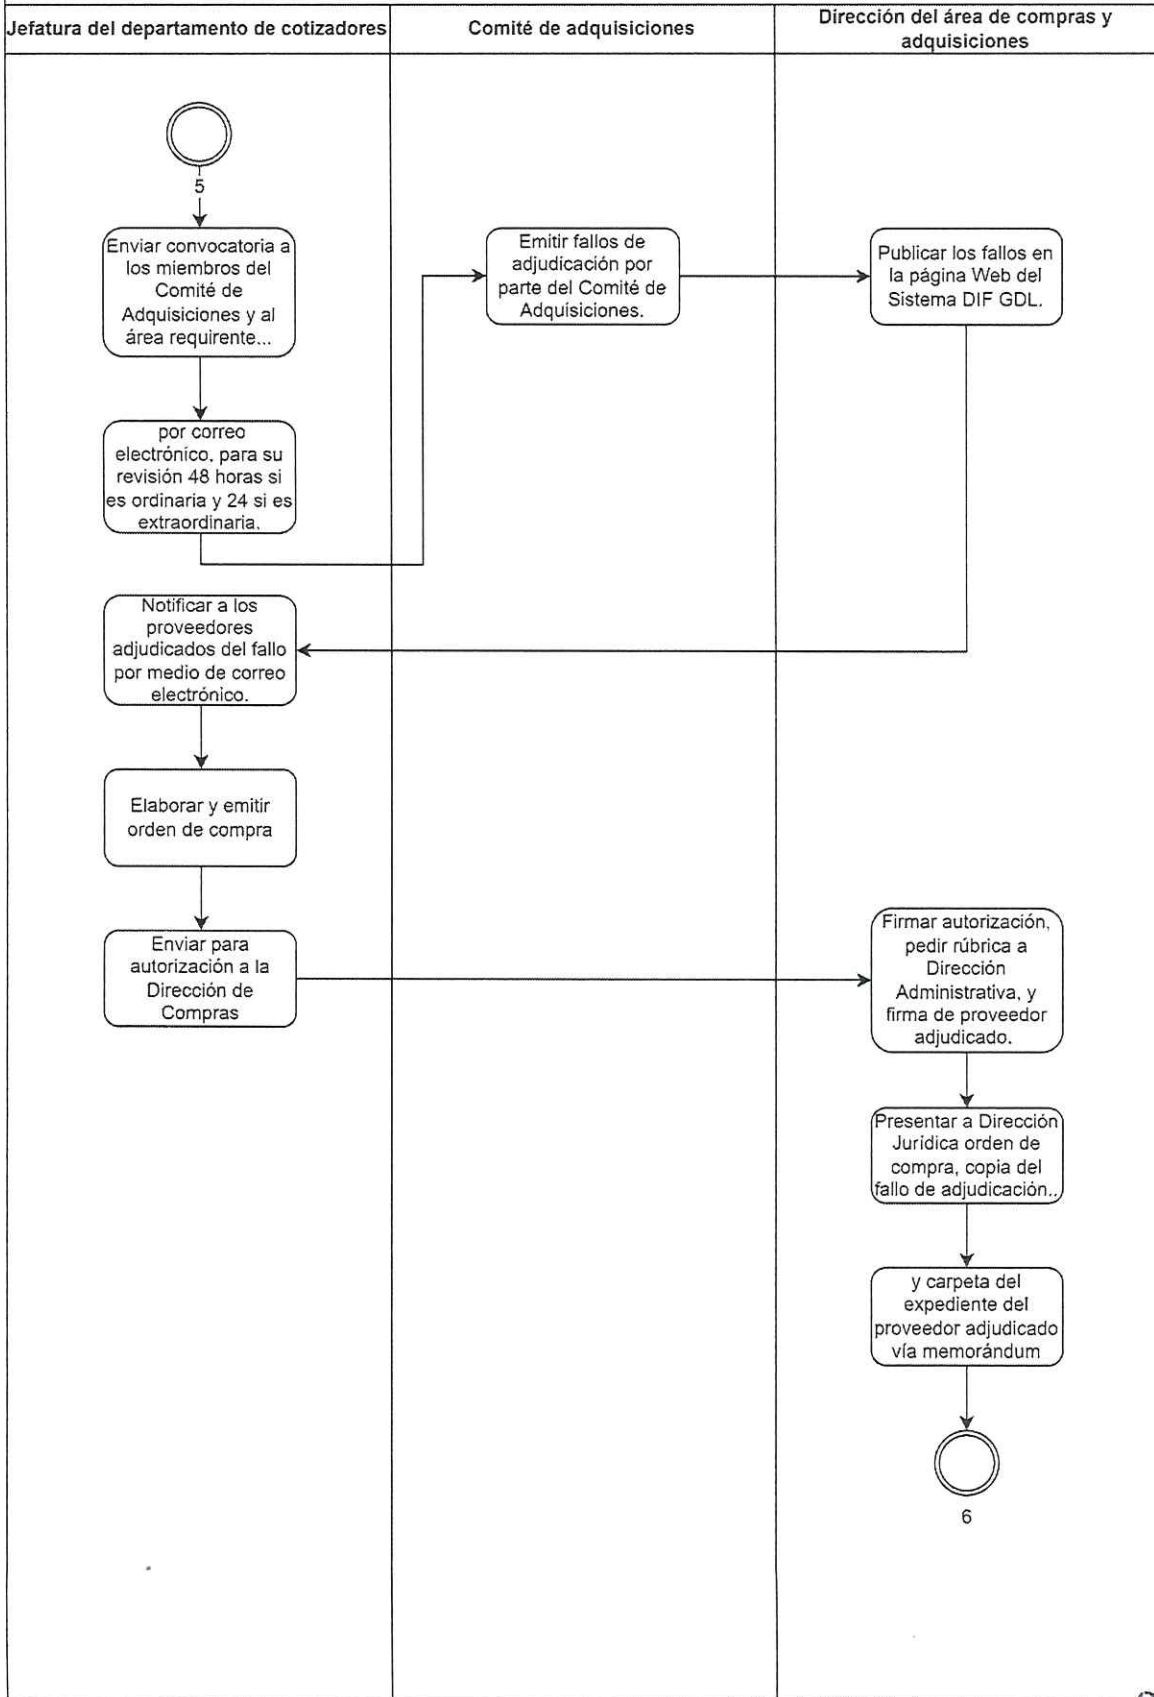 Jefatura del departamento de cotizadores
Comité de adquisiciones
Dirección del área de compras y
adquisiciones
5
Enviar convocatoria a
los miembros del
Comité de
Adquisiciones y al
área requirente...
por correo
electrónico, para su
revisión 48 horas si
es ordinaria y 24 si es
extraordinaria.
Emitir fallos de
adjudicación por
parte del Comité de
Adquisiciones.
Publicar los fallos en
la página Web del
Sistema DIF GDL.
Notificar a los
proveedores
adjudicados del fallo
por medio de correo
electrónico.
Elaborar y emitir
orden de compra
Enviar para
autorización a la
Dirección de
Compras
Firmar autorización,
pedir rúbrica a
Dirección
Administrativa, y
firma de proveedor
adjudicado.
Presentar a Dirección
Jurídica orden de
compra, copia del
fallo de adjudicación..
y carpeta del
expediente del
proveedor adjudicado
vía memorándum
6